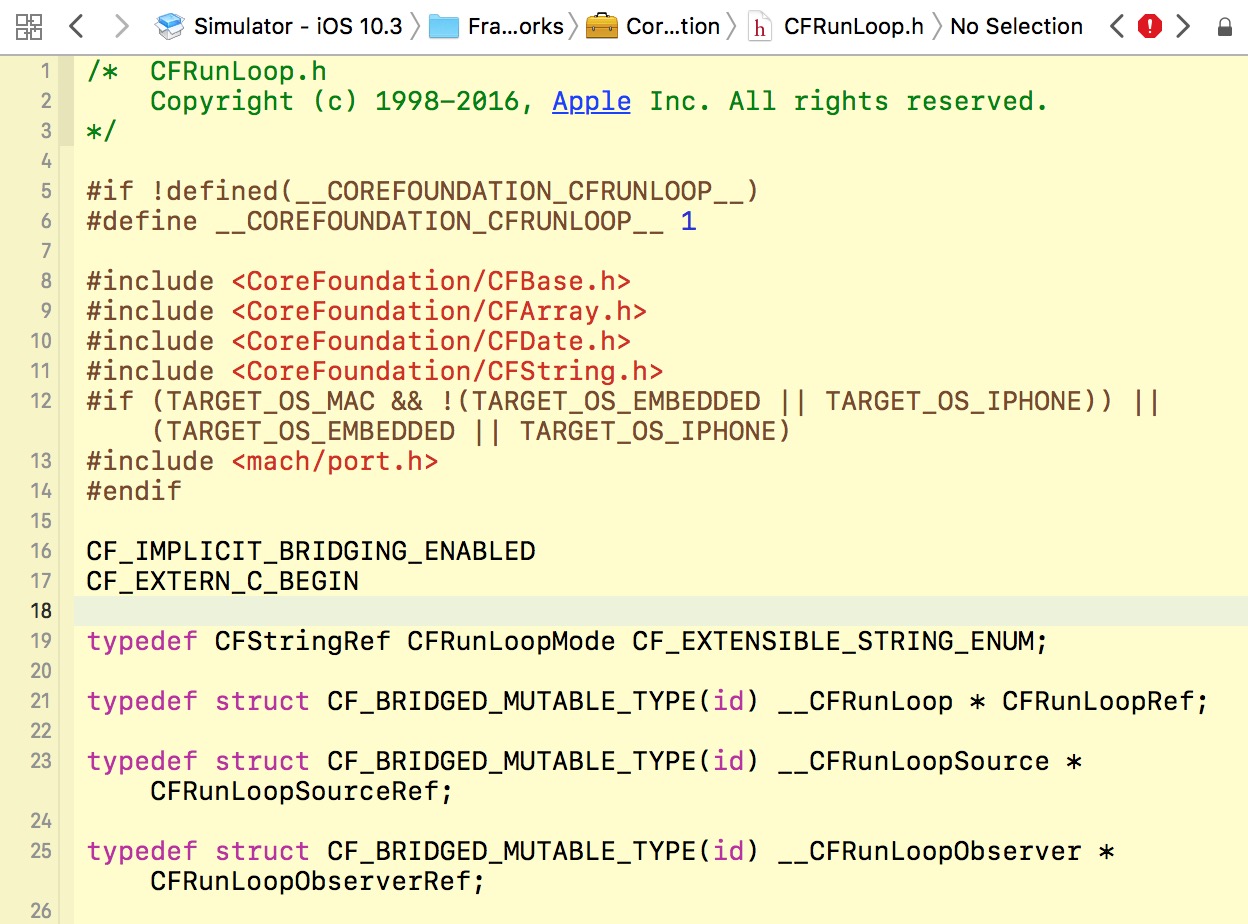 Simulator - iOS 10.3 Fra...orks Cor...tion h CFRunLoop.h No Selection
1 /*  CFRunLoop.h
2     Copyright (c) 1998-2016, Apple Inc. All rights reserved.
3 */
4
5 #if !defined(__COREFOUNDATION_CFRUNLOOP__)
6 #define __COREFOUNDATION_CFRUNLOOP__ 1
7
8 #include <CoreFoundation/CFBase.h>
9 #include <CoreFoundation/CFArray.h>
10 #include <CoreFoundation/CFDate.h>
11 #include <CoreFoundation/CFString.h>
12 #if (TARGET_OS_MAC && !(TARGET_OS_EMBEDDED || TARGET_OS_IPHONE)) ||
(TARGET_OS_EMBEDDED || TARGET_OS_IPHONE)
13 #include <mach/port.h>
14 #endif
15
16 CF_IMPLICIT_BRIDGING_ENABLED
17 CF_EXTERN_C_BEGIN
18
19 typedef CFStringRef CFRunLoopMode CF_EXTENSIBLE_STRING_ENUM;
20
21 typedef struct CF_BRIDGED_MUTABLE_TYPE(id) __CFRunLoop * CFRunLoopRef;
22
23 typedef struct CF_BRIDGED_MUTABLE_TYPE(id) __CFRunLoopSource *
CFRunLoopSourceRef;
24
25 typedef struct CF_BRIDGED_MUTABLE_TYPE(id) __CFRunLoopObserver *
CFRunLoopObserverRef;
26